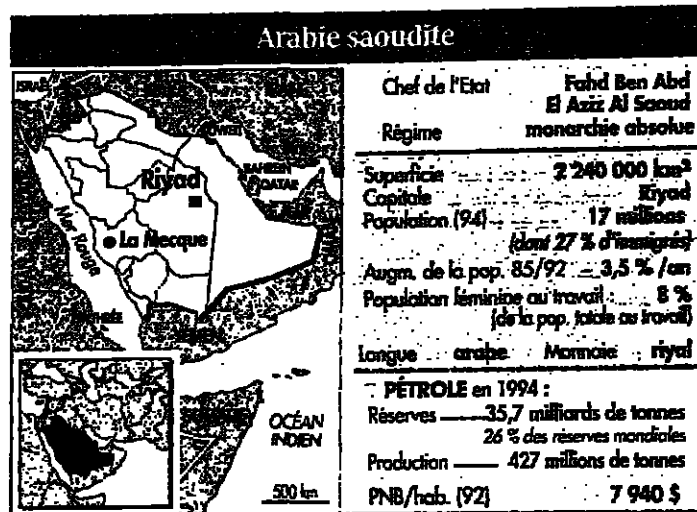 Arabie saoudite
ISRAËL
KOWEIT
BAHREIN
QATAR
Riyad
Mer Rouge
La Mecque
OCÉAN
INDIEN
500 km
Chef de l'Etat Fahd Ben Abd
El Aziz Al Saoud
Régime monarchie absolue
Superficie 2 240 000 km²
Capitale Riyad
Population (94) 17 millions
(dont 27 % d'immigrés)
Augm. de la pop. 85/92 3,5 % /an
Population féminine au travail : 8 %
(de la pop. totale au travail)
Langue arabe Monnaie riyal
PÉTROLE en 1994 :
Réserves 35,7 milliards de tonnes
26 % des réserves mondiales
Production 427 millions de tonnes
PNB/hab. (92) 7 940 $